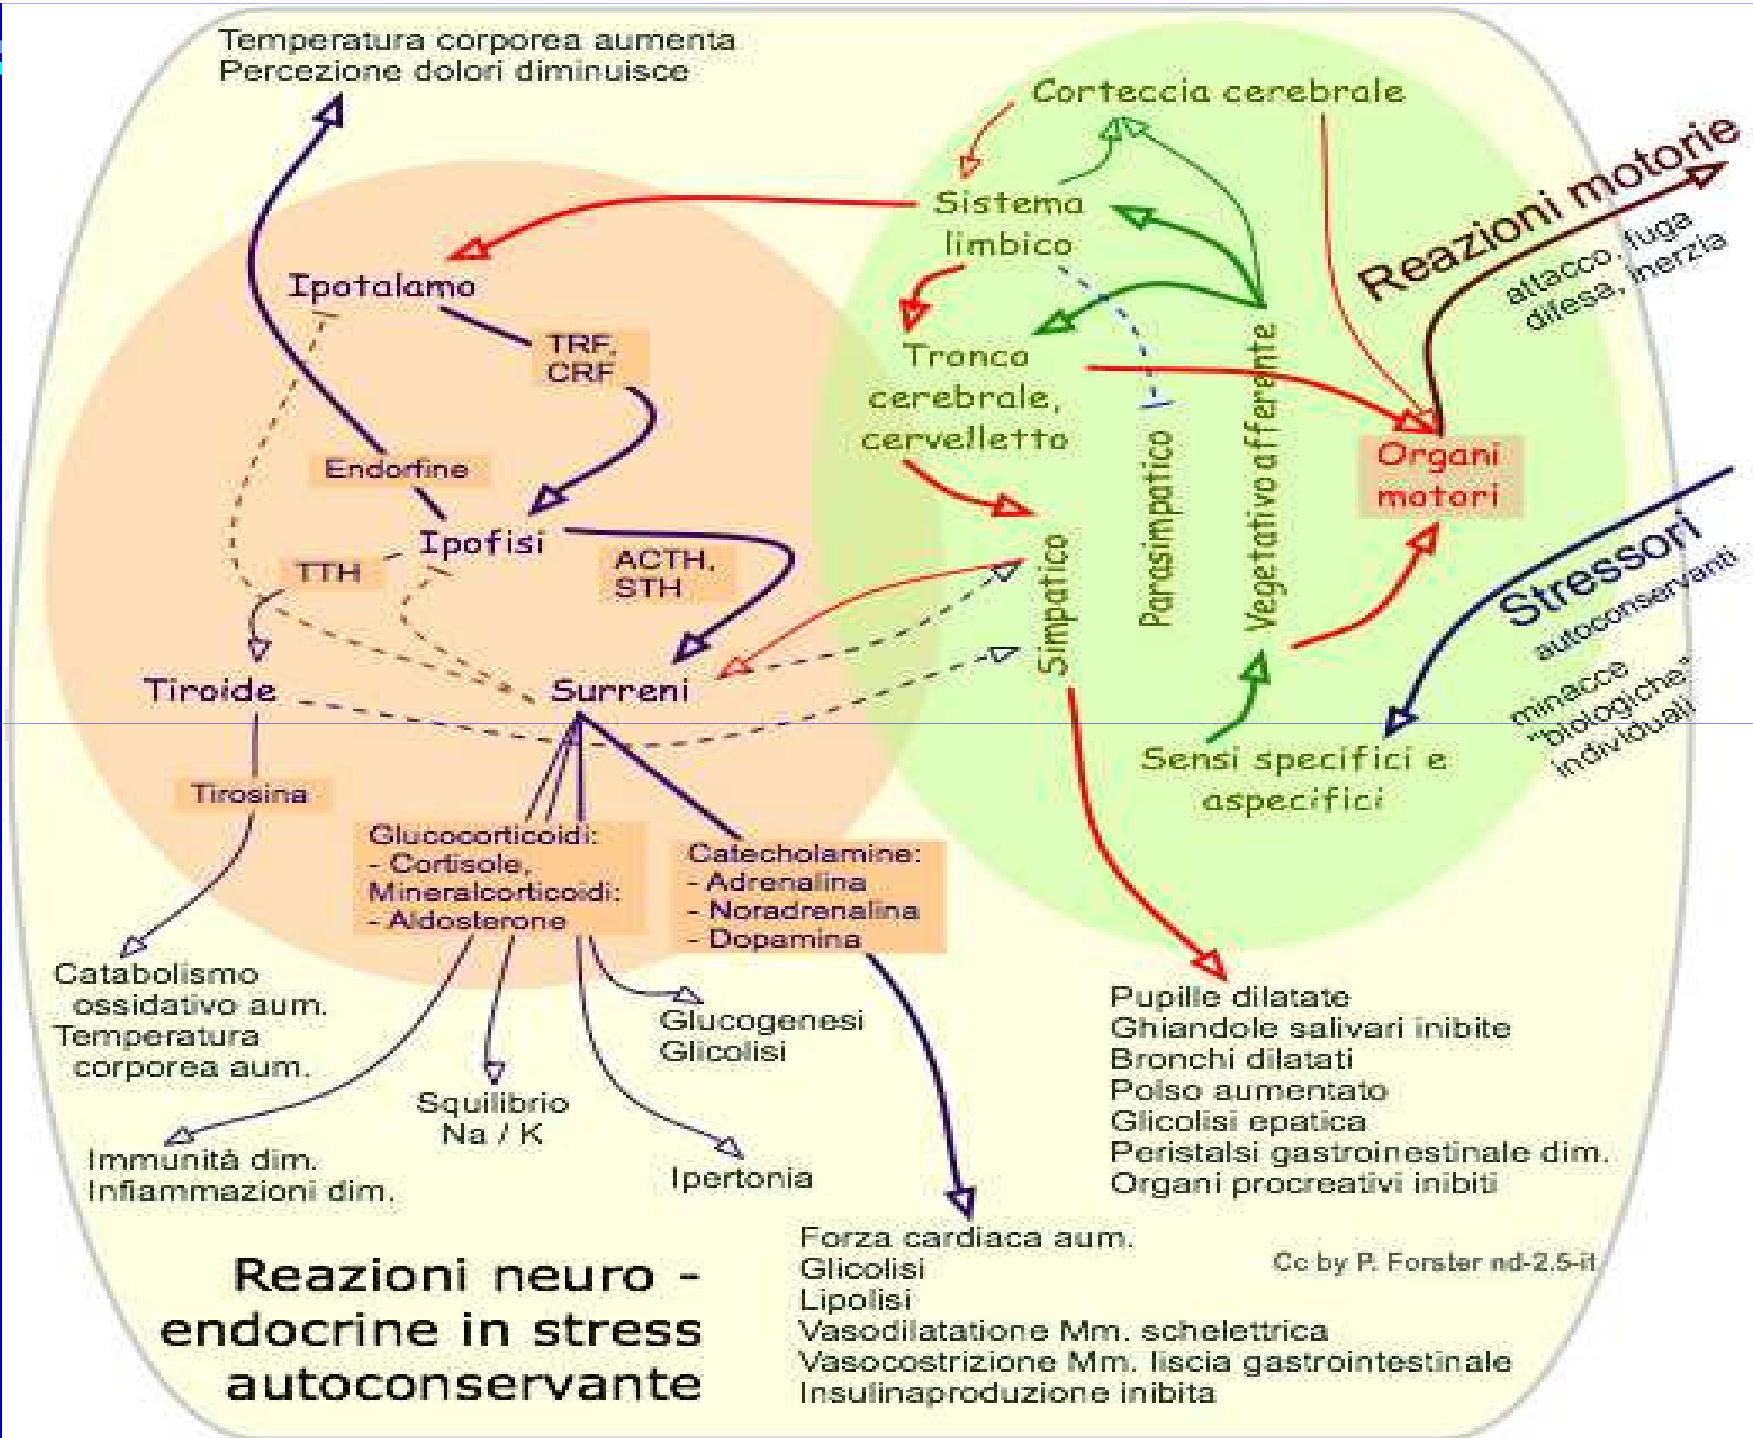 Temperatura corporea aumenta
Percezione dolori diminuisce
Corteccia cerebrale
Reazioni motorie
attacco, fuga
difesa, inerzia
Sistema
limbico
Ipotalamo
TRF,
CRF
Tronco
cerebrale,
cervelletto
Vegetativo afferente
Parasimpatico
Simpatico
Organi
motori
Endorfine
Ipofisi
ACTH,
STH
TTH
Stressori
autoconservanti
minacce
"biologiche"
individuali
Tiroide
Surreni
Sensi specifici e
aspecifici
Tirosina
Glucocorticoidi:
- Cortisole,
Mineralcorticoidi:
- Aldosterone
Catecholamine:
- Adrenalina
- Noradrenalina
- Dopamina
Catabolismo
ossidativo aum.
Temperatura
corporea aum.
Glucogenesi
Glicolisi
Squilibrio
Na / K
Immunità dim.
Infiammazioni dim.
Ipertonia
Pupille dilatate
Ghiandole salivari inibite
Bronchi dilatati
Polso aumentato
Glicolisi epatica
Peristalsi gastroinestinale dim.
Organi procreativi inibiti
Forza cardiaca aum.
Glicolisi
Lipolisi
Vasodilatatione Mm. schelettrica
Vasocostrizione Mm. liscia gastrointestinale
Insulinaproduzione inibita
Cc by P. Forster nd-2.5-it
Reazioni neuro -
endocrine in stress
autoconservante